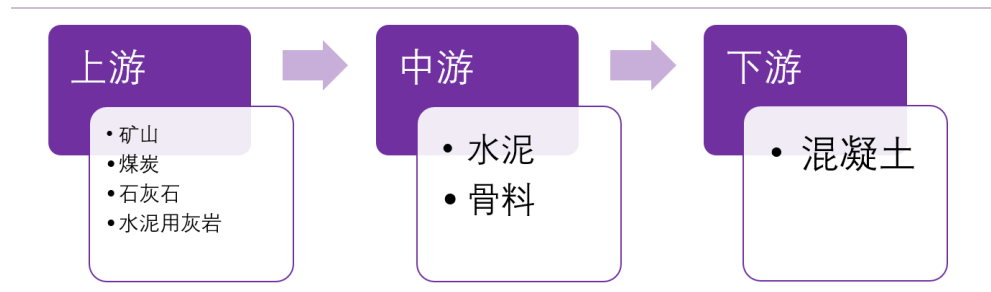 上游
• 矿山
• 煤炭
• 石灰石
• 水泥用灰岩
中游
• 水泥
• 骨料
下游
• 混凝土